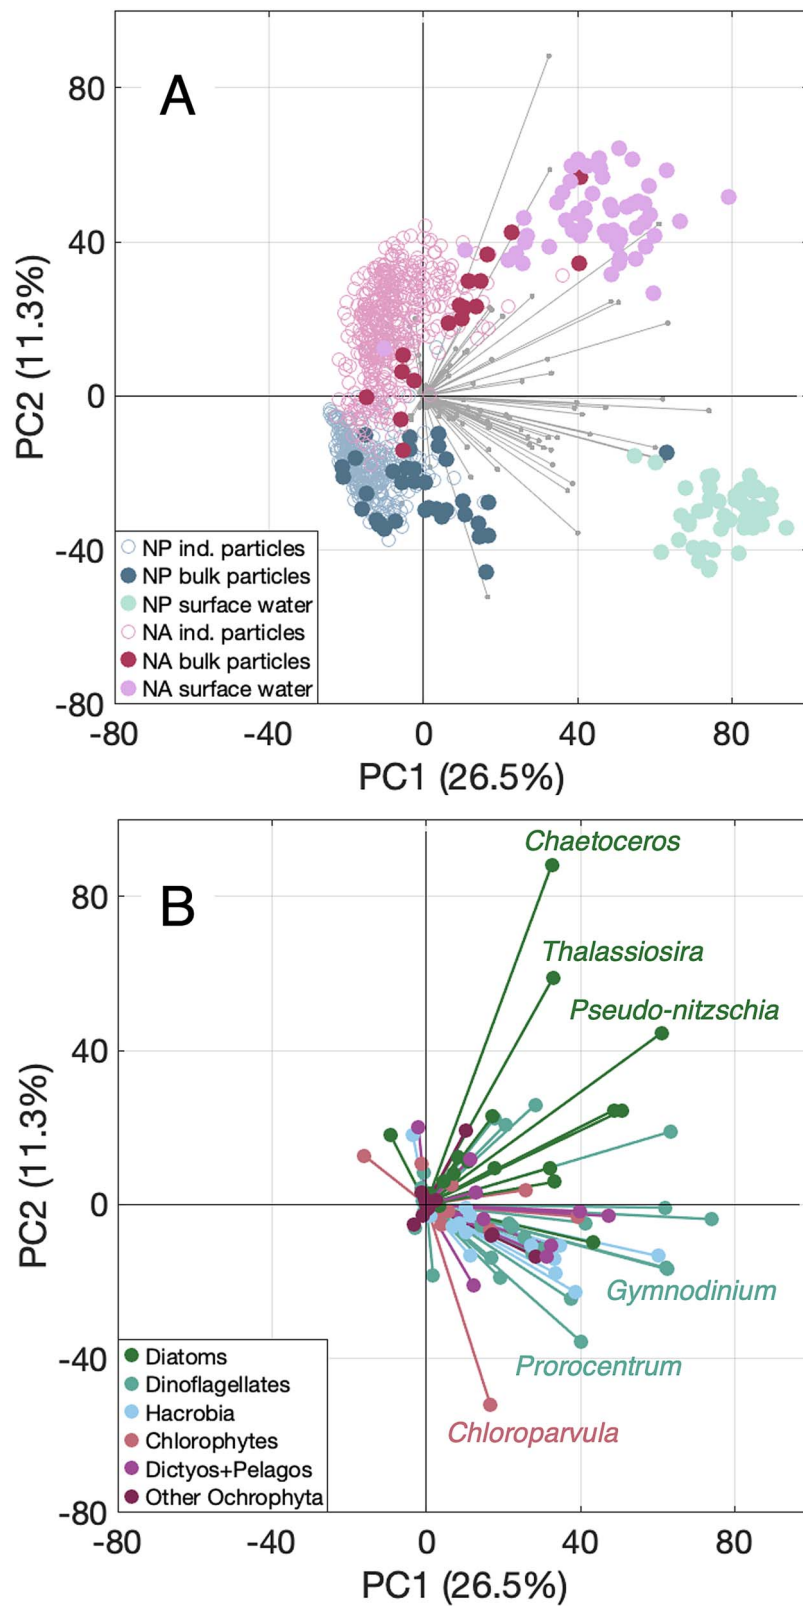 A
80
40
0
-40
-80
PC2 (11.3%)
NP ind. particles
NP bulk particles
NP surface water
NA ind. particles
NA bulk particles
NA surface water
-80 -40 0 40 80
PC1 (26.5%)
B
Chaetoceros
Thalassiosira
Pseudo-nitzschia
80
40
0
-40
-80
PC2 (11.3%)
Gymnodinium
Prorocentrum
Chloroparvula
Diatoms
Dinoflagellates
Hacrobia
Chlorophytes
Dictyos+Pelagos
Other Ochrophyta
-80 -40 0 40 80
PC1 (26.5%)